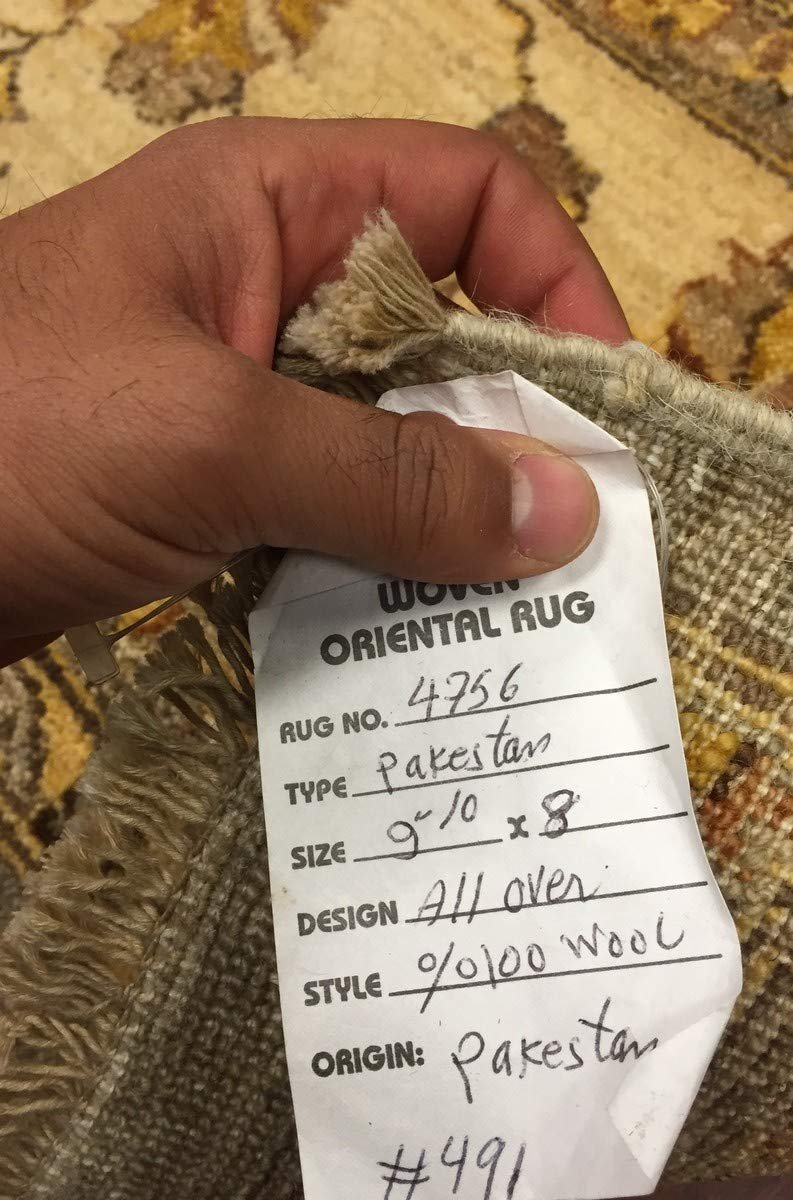 WOVEN
ORIENTAL RUG
RUG NO. 4756
TYPE pakestan
SIZE 9"10 x 8
DESIGN All over
STYLE %100 WOOL
ORIGIN: pakestan
#491